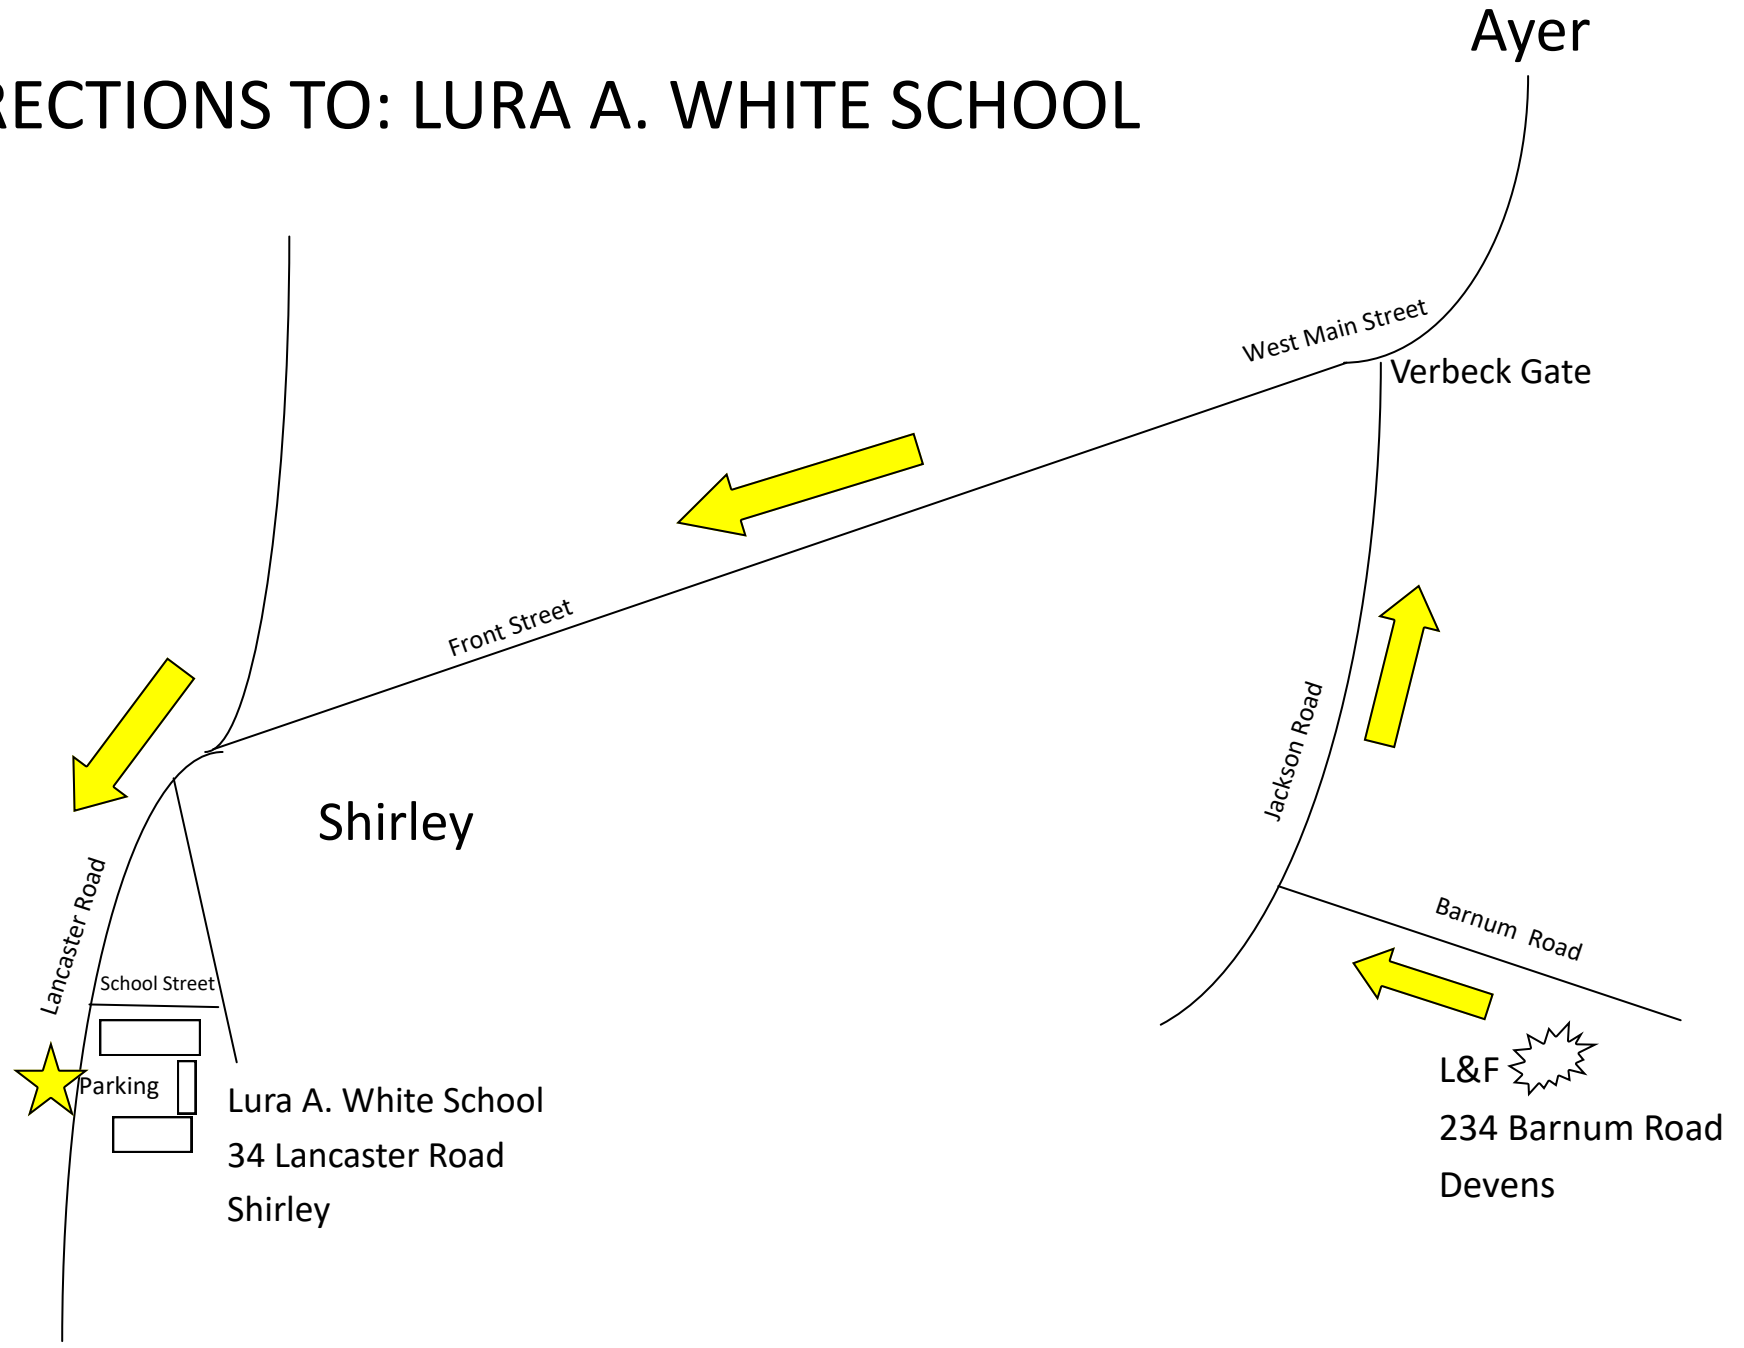 Ayer
RECTIONS TO: LURA A. WHITE SCHOOL
West Main Street
Verbeck Gate
Front Street
Jackson Road
Shirley
Lancaster Road
Barnum Road
School Street
Parking
Lura A. White School
34 Lancaster Road
Shirley
L&F
234 Barnum Road
Devens